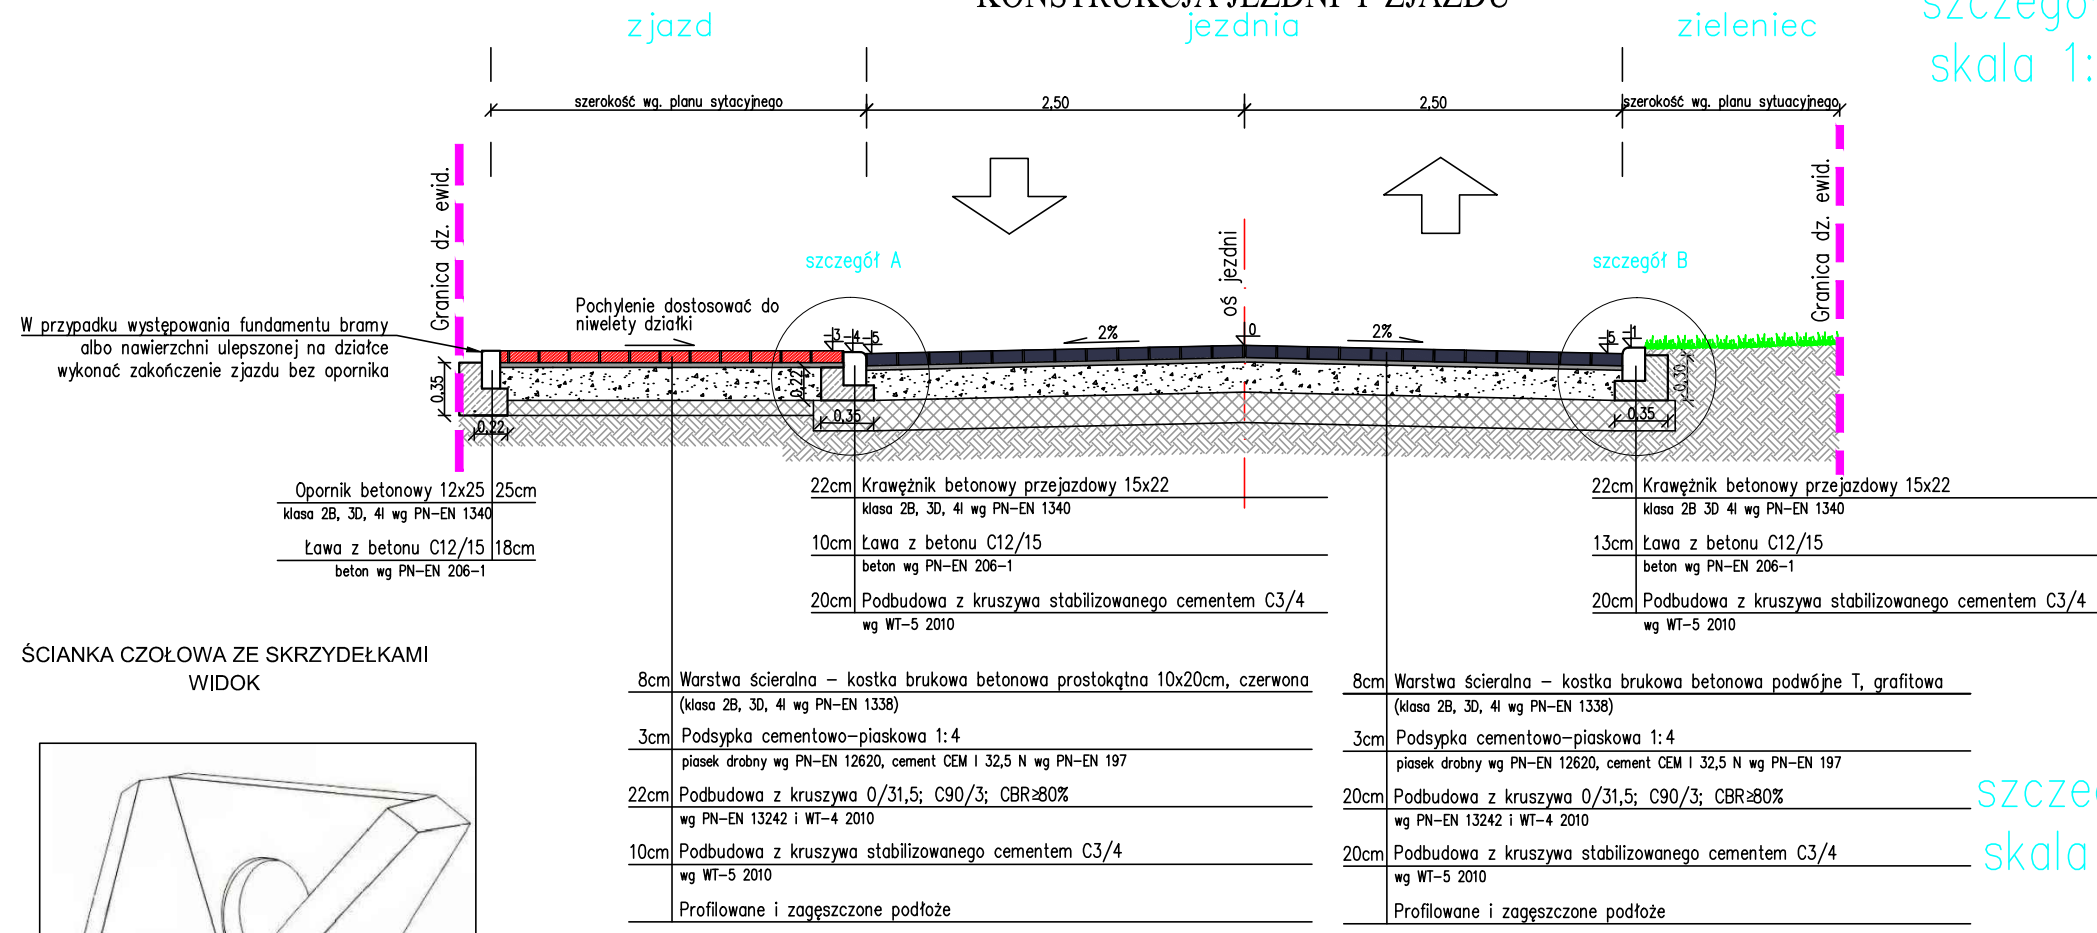 KONSTRUKCJA JEZDNI I ZJAZDU
zjazd
jezdnia
zieleniec
skala 1:
szerokość wg. planu sytacyjnego
2,50
2,50
szerokość wg. planu sytuacyjnego
Granica dz. ewid.
Granica dz. ewid.
oś jezdni
szczegół A
szczegół B
W przypadku występowania fundamentu bramy
albo nawierzchni ulepszonej na działce
wykonać zakończenie zjazdu bez opornika
Pochylenie dostosować do
niwelety działki
2%
0
2%
0,35
0,22
0,22
0,35
0,35
0,30
Opornik betonowy 12x25 25cm
klasa 2B, 3D, 4I wg PN-EN 1340
Ława z betonu C12/15 18cm
beton wg PN-EN 206-1
22cm Krawężnik betonowy przejazdowy 15x22
klasa 2B, 3D, 4I wg PN-EN 1340
10cm Ława z betonu C12/15
beton wg PN-EN 206-1
20cm Podbudowa z kruszywa stabilizowanego cementem C3/4
wg WT-5 2010
22cm Krawężnik betonowy przejazdowy 15x22
klasa 2B 3D 4I wg PN-EN 1340
13cm Ława z betonu C12/15
beton wg PN-EN 206-1
20cm Podbudowa z kruszywa stabilizowanego cementem C3/4
wg WT-5 2010
ŚCIANKA CZOŁOWA ZE SKRZYDEŁKAMI
WIDOK
8cm Warstwa ścieralna – kostka brukowa betonowa prostokątna 10x20cm, czerwona
(klasa 2B, 3D, 4I wg PN-EN 1338)
3cm Podsypka cementowo-piaskowa 1:4
piasek drobny wg PN-EN 12620, cement CEM I 32,5 N wg PN-EN 197
22cm Podbudowa z kruszywa 0/31,5; C90/3; CBR≥80%
wg PN-EN 13242 i WT-4 2010
10cm Podbudowa z kruszywa stabilizowanego cementem C3/4
wg WT-5 2010
Profilowane i zagęszczone podłoże
8cm Warstwa ścieralna – kostka brukowa betonowa podwójne T, grafitowa
(klasa 2B, 3D, 4I wg PN-EN 1338)
3cm Podsypka cementowo-piaskowa 1:4
piasek drobny wg PN-EN 12620, cement CEM I 32,5 N wg PN-EN 197
20cm Podbudowa z kruszywa 0/31,5; C90/3; CBR≥80%
wg PN-EN 13242 i WT-4 2010
20cm Podbudowa z kruszywa stabilizowanego cementem C3/4
wg WT-5 2010
Profilowane i zagęszczone podłoże
skala